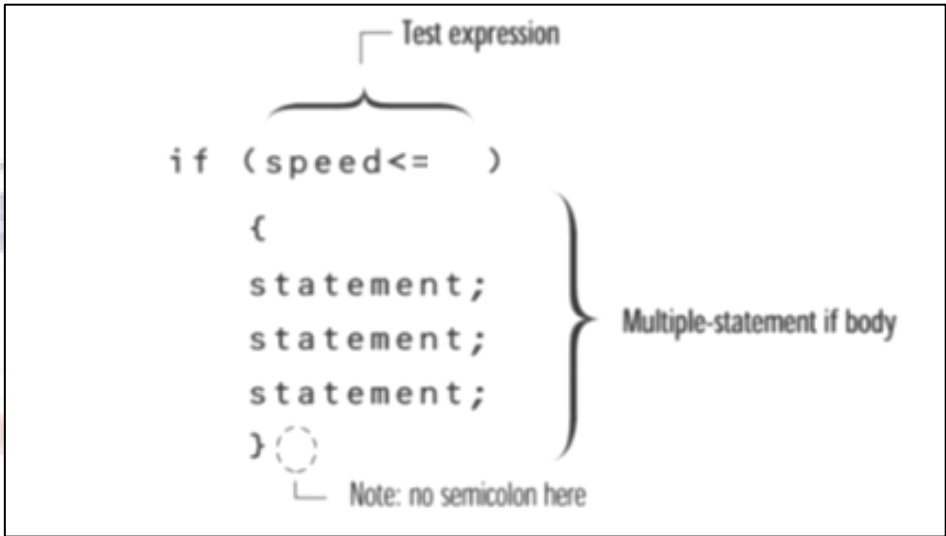 Test expression
if (speed<=  )
{
statement;
statement;
statement;
Multiple-statement if body
}
Note: no semicolon here